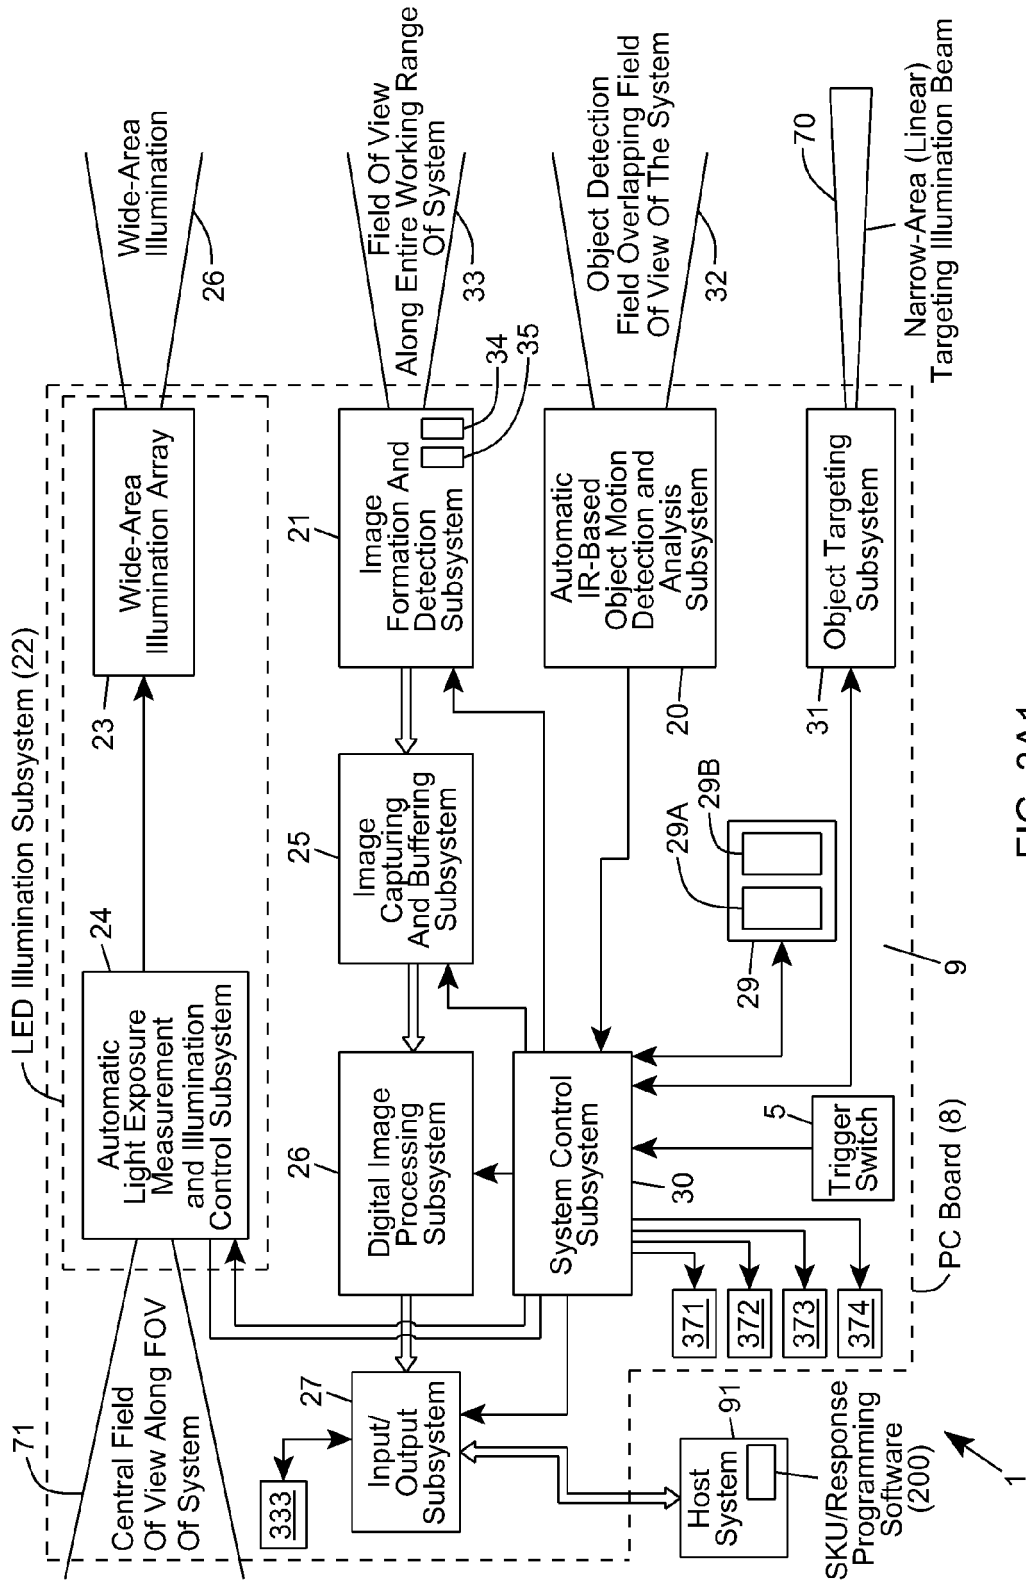 LED Illumination Subsystem (22)
71
Central Field
Of View Along FOV
Of System
24
Automatic
Light Exposure
Measurement
and Illumination
Control Subsystem
23
Wide-Area
Illumination Array
Wide-Area
Illumination
26
333
27
Input/
Output
Subsystem
26
Digital Image
Processing
Subsystem
25
Image
Capturing
And Buffering
Subsystem
21
Image
Formation And
Detection
Subsystem
34
35
Field Of View
Along Entire Working Range
Of System
33
System Control
Subsystem
30
20
Automatic
IR-Based
Object Motion
Detection and
Analysis
Subsystem
Object Detection
Field Overlapping Field
Of View Of The System
32
29A
29B
29
31
Object Targeting
Subsystem
70
Narrow-Area (Linear)
Targeting Illumination Beam
371
372
373
374
5
Trigger
Switch
9
PC Board (8)
91
Host
System
SKU/Response
Programming
Software
(200)
1